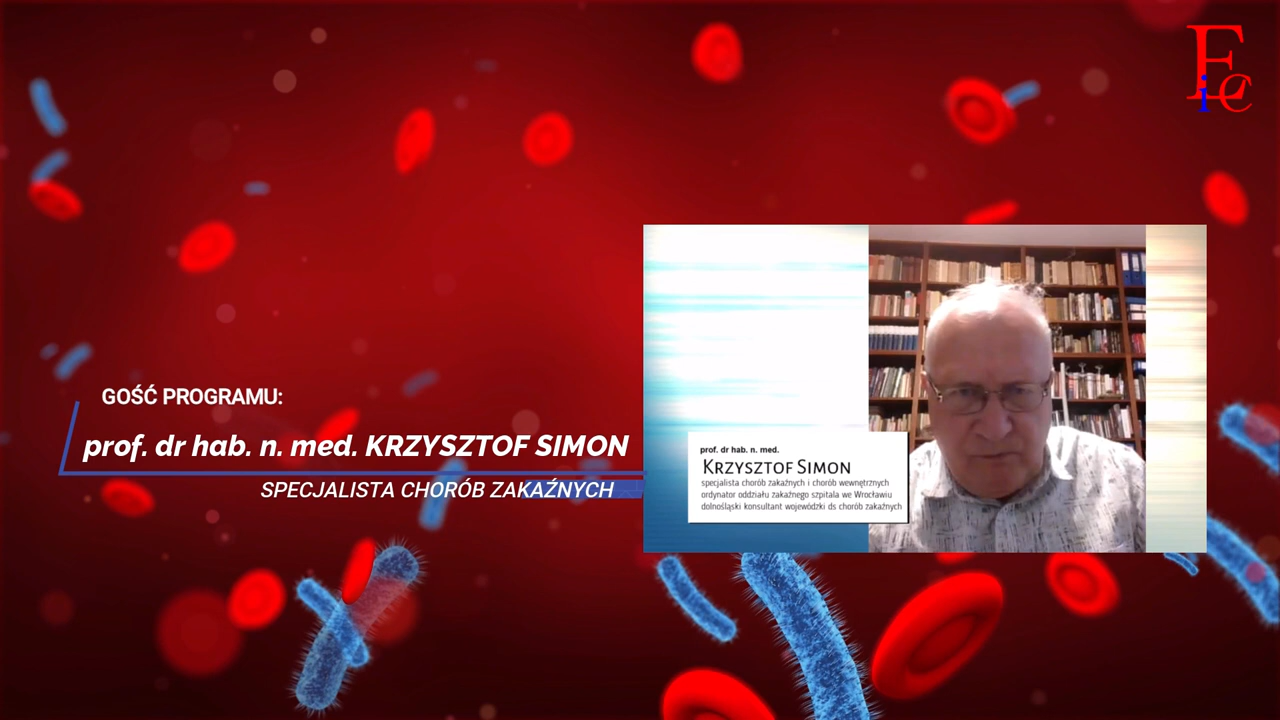 EiC
GOŚĆ PROGRAMU:
prof. dr hab. n. med. KRZYSZTOF SIMON
SPECJALISTA CHORÓB ZAKAŹNYCH
prof. dr hab. n. med.
KRZYSZTOF SIMON
specjalista chorób zakaźnych i chorób wewnętrznych
ordynator oddziału zakaźnego szpitala we Wrocławiu
dolnośląski konsultant wojewódzki ds chorób zakaźnych